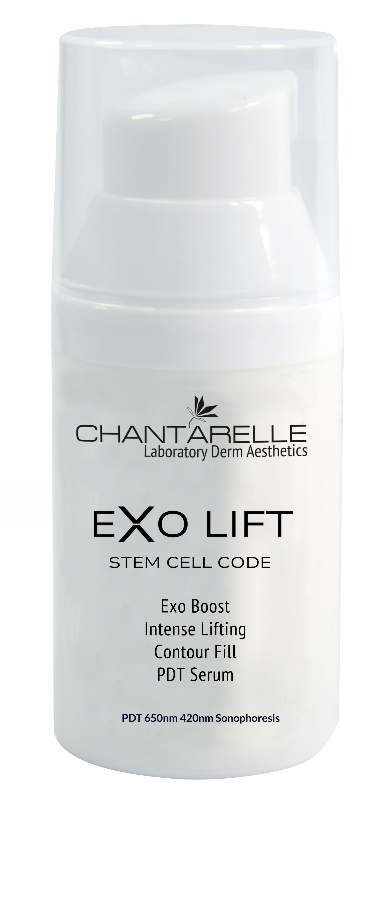 CHANTARELLE
Laboratory Derm Aesthetics
EXO LIFT
STEM CELL CODE
Exo Boost
Intense Lifting
Contour Fill
PDT Serum
PDT 650nm 420nm Sonophoresis